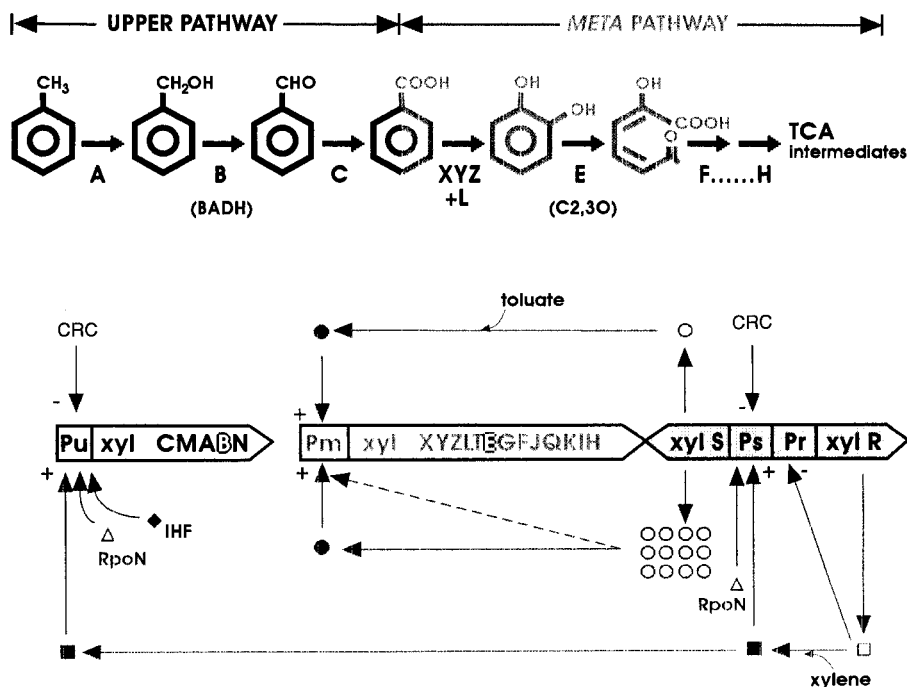 UPPER PATHWAY META PATHWAY
CH3 CH2OH CHO COOH OH OH OH COOH O
A B C XYZ +L E F......H TCA intermediates
(BADH) (C2,3O)
toluate
CRC CRC
- -
+ +
Pu xyl CMABN Pm xyl XYZLTEGFJQKIH xyl S Ps Pr xyl R
+ + + -
IHF
RpoN RpoN
xylene